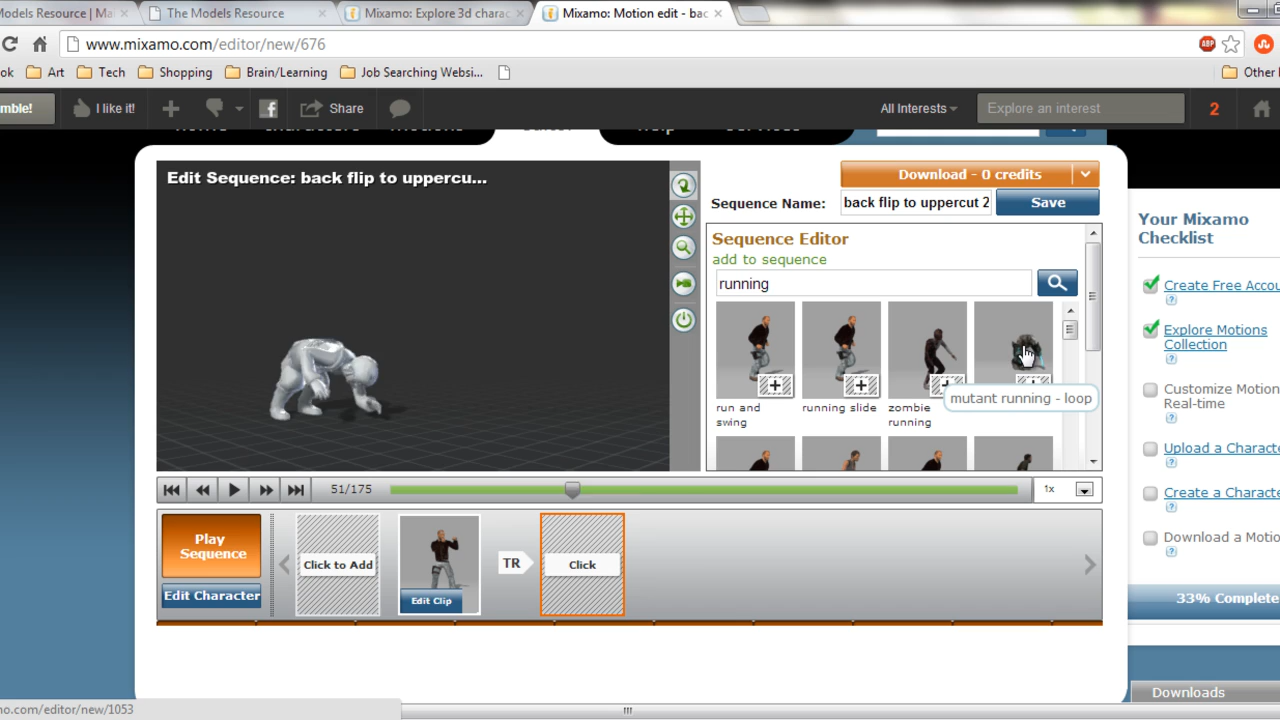 Models Resource | Ma
The Models Resource
Mixamo: Explore 3d charac
Mixamo: Motion edit - bac
www.mixamo.com/editor/new/676
ABP
ok
Art
Tech
Shopping
Brain/Learning
Job Searching Websi...
Other
mble!
I like it!
Share
All Interests
Explore an interest
2
Edit Sequence: back flip to uppercu...
Download - 0 credits
Sequence Name:
back flip to uppercut 2
Save
Sequence Editor
add to sequence
running
run and
swing
running slide
zombie
running
mutant running - loop
51/175
1x
Play
Sequence
Edit Character
Click to Add
Edit Clip
TR
Click
Your Mixamo
Checklist
Create Free Accou
?
Explore Motions
Collection
?
Customize Motion
Real-time
?
Upload a Characte
?
Create a Characte
?
Download a Motio
?
33% Complete
Downloads
mo.com/editor/new/1053